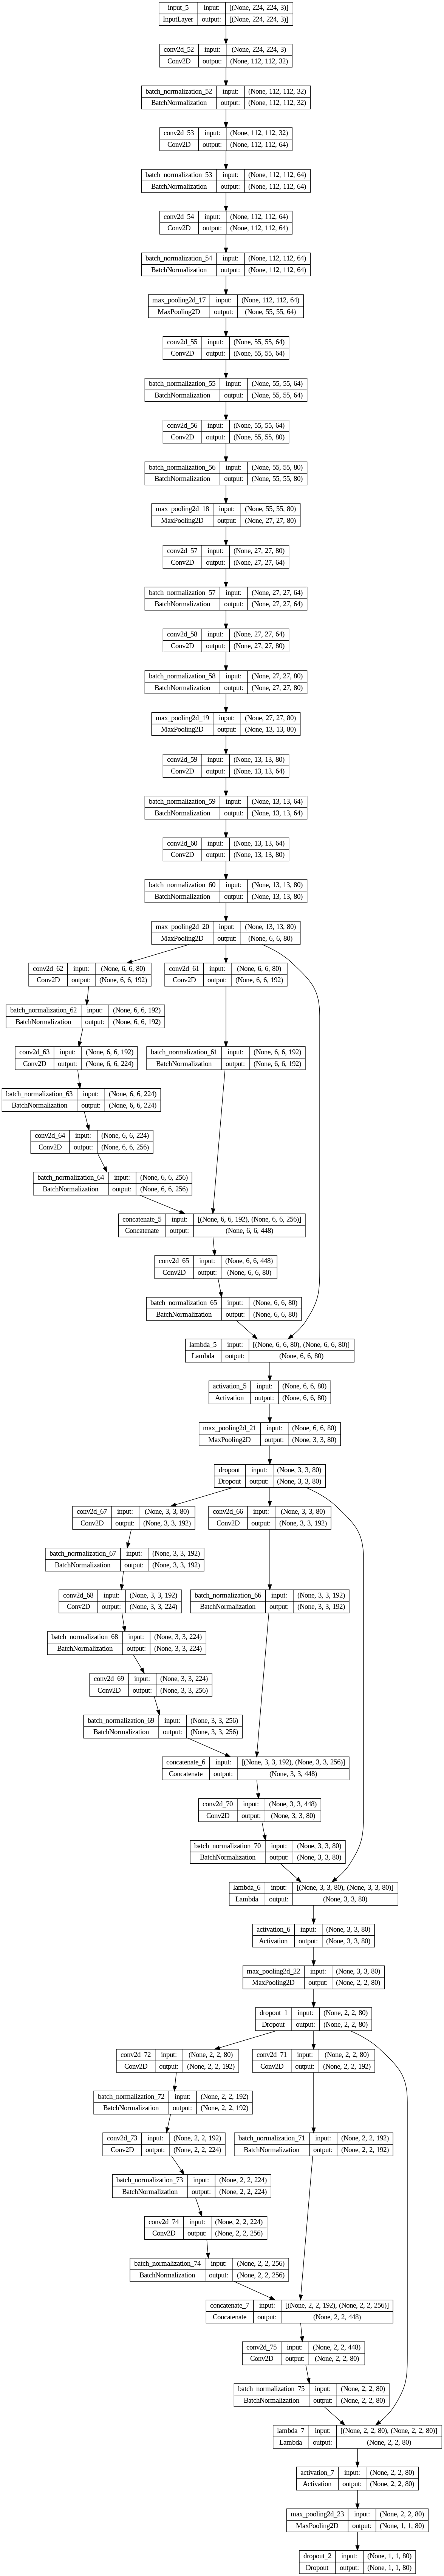 input_5 input: [(None, 224, 224, 3)]
InputLayer output: [(None, 224, 224, 3)]
conv2d_52 input: (None, 224, 224, 3)
Conv2D output: (None, 112, 112, 32)
batch_normalization_52 input: (None, 112, 112, 32)
BatchNormalization output: (None, 112, 112, 32)
conv2d_53 input: (None, 112, 112, 32)
Conv2D output: (None, 112, 112, 64)
batch_normalization_53 input: (None, 112, 112, 64)
BatchNormalization output: (None, 112, 112, 64)
conv2d_54 input: (None, 112, 112, 64)
Conv2D output: (None, 112, 112, 64)
batch_normalization_54 input: (None, 112, 112, 64)
BatchNormalization output: (None, 112, 112, 64)
max_pooling2d_17 input: (None, 112, 112, 64)
MaxPooling2D output: (None, 55, 55, 64)
conv2d_55 input: (None, 55, 55, 64)
Conv2D output: (None, 55, 55, 64)
batch_normalization_55 input: (None, 55, 55, 64)
BatchNormalization output: (None, 55, 55, 64)
conv2d_56 input: (None, 55, 55, 64)
Conv2D output: (None, 55, 55, 80)
batch_normalization_56 input: (None, 55, 55, 80)
BatchNormalization output: (None, 55, 55, 80)
max_pooling2d_18 input: (None, 55, 55, 80)
MaxPooling2D output: (None, 27, 27, 80)
conv2d_57 input: (None, 27, 27, 80)
Conv2D output: (None, 27, 27, 64)
batch_normalization_57 input: (None, 27, 27, 64)
BatchNormalization output: (None, 27, 27, 64)
conv2d_58 input: (None, 27, 27, 64)
Conv2D output: (None, 27, 27, 80)
batch_normalization_58 input: (None, 27, 27, 80)
BatchNormalization output: (None, 27, 27, 80)
max_pooling2d_19 input: (None, 27, 27, 80)
MaxPooling2D output: (None, 13, 13, 80)
conv2d_59 input: (None, 13, 13, 80)
Conv2D output: (None, 13, 13, 64)
batch_normalization_59 input: (None, 13, 13, 64)
BatchNormalization output: (None, 13, 13, 64)
conv2d_60 input: (None, 13, 13, 64)
Conv2D output: (None, 13, 13, 80)
batch_normalization_60 input: (None, 13, 13, 80)
BatchNormalization output: (None, 13, 13, 80)
max_pooling2d_20 input: (None, 13, 13, 80)
MaxPooling2D output: (None, 6, 6, 80)
conv2d_62 input: (None, 6, 6, 80)
Conv2D output: (None, 6, 6, 192)
conv2d_61 input: (None, 6, 6, 80)
Conv2D output: (None, 6, 6, 192)
batch_normalization_62 input: (None, 6, 6, 192)
BatchNormalization output: (None, 6, 6, 192)
conv2d_63 input: (None, 6, 6, 192)
Conv2D output: (None, 6, 6, 224)
batch_normalization_61 input: (None, 6, 6, 192)
BatchNormalization output: (None, 6, 6, 192)
batch_normalization_63 input: (None, 6, 6, 224)
BatchNormalization output: (None, 6, 6, 224)
conv2d_64 input: (None, 6, 6, 224)
Conv2D output: (None, 6, 6, 256)
batch_normalization_64 input: (None, 6, 6, 256)
BatchNormalization output: (None, 6, 6, 256)
concatenate_5 input: [(None, 6, 6, 192), (None, 6, 6, 256)]
Concatenate output: (None, 6, 6, 448)
conv2d_65 input: (None, 6, 6, 448)
Conv2D output: (None, 6, 6, 80)
batch_normalization_65 input: (None, 6, 6, 80)
BatchNormalization output: (None, 6, 6, 80)
lambda_5 input: [(None, 6, 6, 80), (None, 6, 6, 80)]
Lambda output: (None, 6, 6, 80)
activation_5 input: (None, 6, 6, 80)
Activation output: (None, 6, 6, 80)
max_pooling2d_21 input: (None, 6, 6, 80)
MaxPooling2D output: (None, 3, 3, 80)
dropout input: (None, 3, 3, 80)
Dropout output: (None, 3, 3, 80)
conv2d_67 input: (None, 3, 3, 80)
Conv2D output: (None, 3, 3, 192)
conv2d_66 input: (None, 3, 3, 80)
Conv2D output: (None, 3, 3, 192)
batch_normalization_67 input: (None, 3, 3, 192)
BatchNormalization output: (None, 3, 3, 192)
conv2d_68 input: (None, 3, 3, 192)
Conv2D output: (None, 3, 3, 224)
batch_normalization_66 input: (None, 3, 3, 192)
BatchNormalization output: (None, 3, 3, 192)
batch_normalization_68 input: (None, 3, 3, 224)
BatchNormalization output: (None, 3, 3, 224)
conv2d_69 input: (None, 3, 3, 224)
Conv2D output: (None, 3, 3, 256)
batch_normalization_69 input: (None, 3, 3, 256)
BatchNormalization output: (None, 3, 3, 256)
concatenate_6 input: [(None, 3, 3, 192), (None, 3, 3, 256)]
Concatenate output: (None, 3, 3, 448)
conv2d_70 input: (None, 3, 3, 448)
Conv2D output: (None, 3, 3, 80)
batch_normalization_70 input: (None, 3, 3, 80)
BatchNormalization output: (None, 3, 3, 80)
lambda_6 input: [(None, 3, 3, 80), (None, 3, 3, 80)]
Lambda output: (None, 3, 3, 80)
activation_6 input: (None, 3, 3, 80)
Activation output: (None, 3, 3, 80)
max_pooling2d_22 input: (None, 3, 3, 80)
MaxPooling2D output: (None, 2, 2, 80)
dropout_1 input: (None, 2, 2, 80)
Dropout output: (None, 2, 2, 80)
conv2d_72 input: (None, 2, 2, 80)
Conv2D output: (None, 2, 2, 192)
conv2d_71 input: (None, 2, 2, 80)
Conv2D output: (None, 2, 2, 192)
batch_normalization_72 input: (None, 2, 2, 192)
BatchNormalization output: (None, 2, 2, 192)
conv2d_73 input: (None, 2, 2, 192)
Conv2D output: (None, 2, 2, 224)
batch_normalization_71 input: (None, 2, 2, 192)
BatchNormalization output: (None, 2, 2, 192)
batch_normalization_73 input: (None, 2, 2, 224)
BatchNormalization output: (None, 2, 2, 224)
conv2d_74 input: (None, 2, 2, 224)
Conv2D output: (None, 2, 2, 256)
batch_normalization_74 input: (None, 2, 2, 256)
BatchNormalization output: (None, 2, 2, 256)
concatenate_7 input: [(None, 2, 2, 192), (None, 2, 2, 256)]
Concatenate output: (None, 2, 2, 448)
conv2d_75 input: (None, 2, 2, 448)
Conv2D output: (None, 2, 2, 80)
batch_normalization_75 input: (None, 2, 2, 80)
BatchNormalization output: (None, 2, 2, 80)
lambda_7 input: [(None, 2, 2, 80), (None, 2, 2, 80)]
Lambda output: (None, 2, 2, 80)
activation_7 input: (None, 2, 2, 80)
Activation output: (None, 2, 2, 80)
max_pooling2d_23 input: (None, 2, 2, 80)
MaxPooling2D output: (None, 1, 1, 80)
dropout_2 input: (None, 1, 1, 80)
Dropout output: (None, 1, 1, 80)